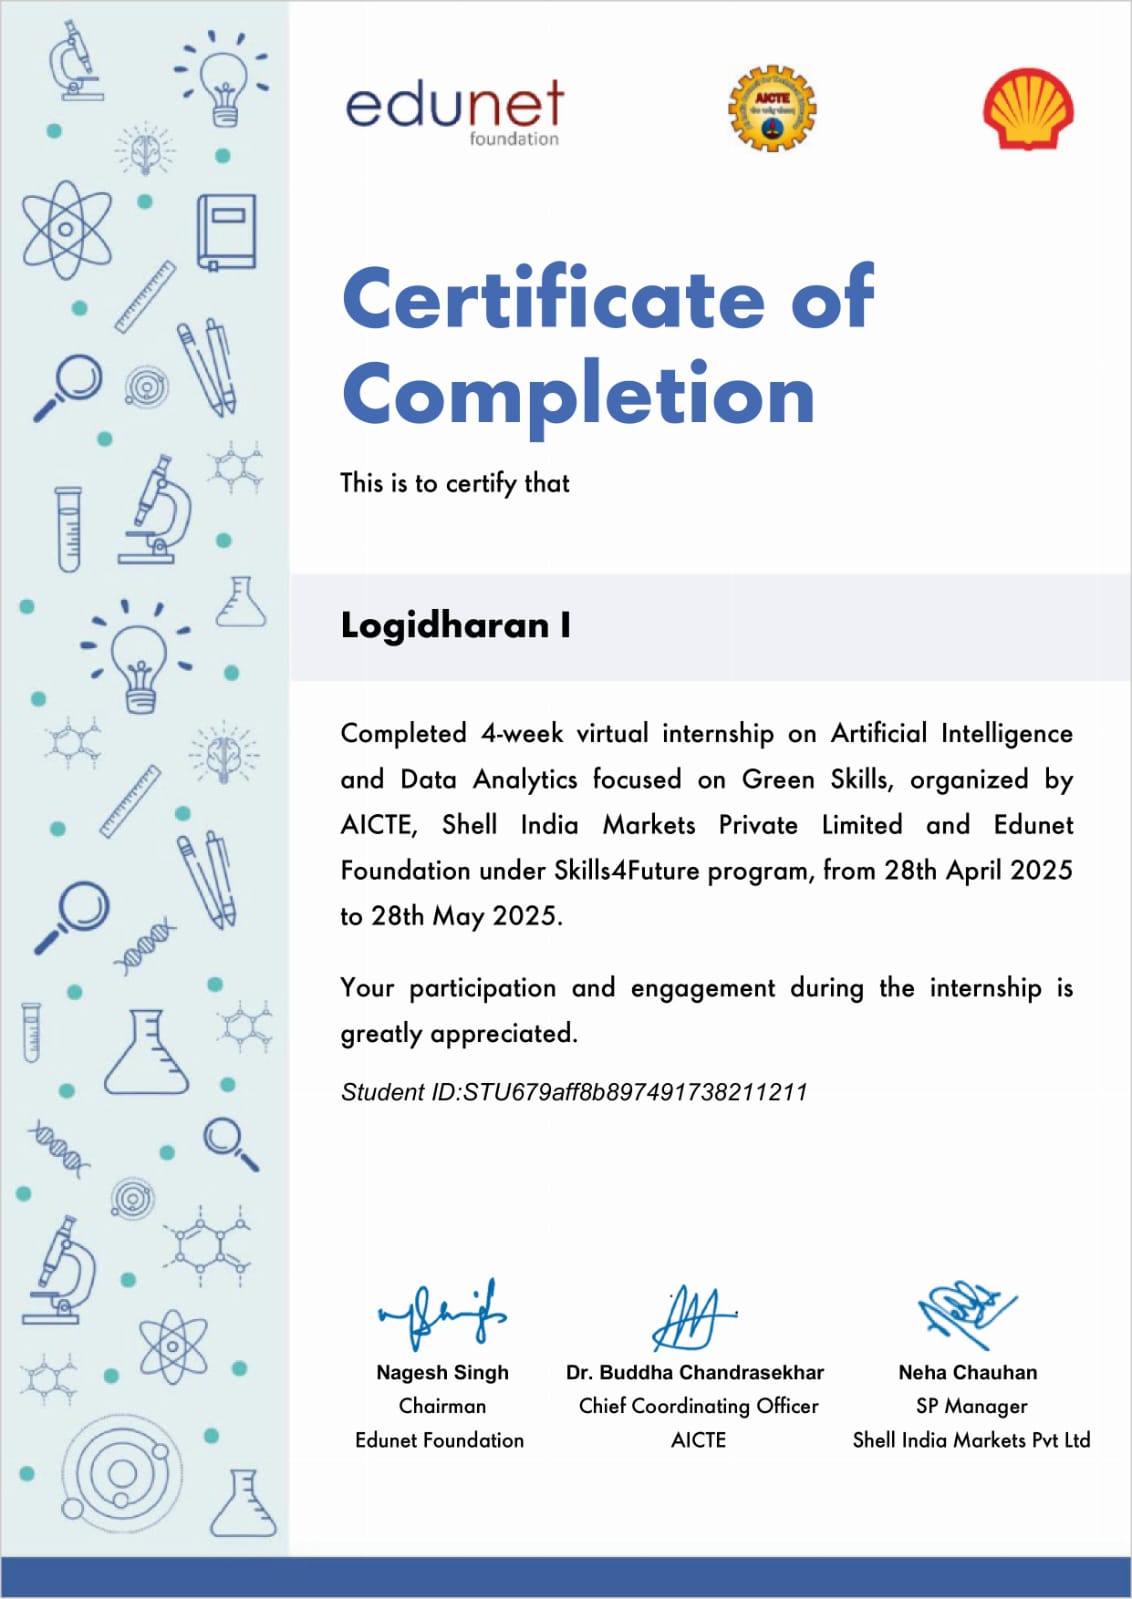 edunet
foundation
AICTE
Certificate of
Completion
This is to certify that
Logidharan I
Completed 4-week virtual internship on Artificial Intelligence
and Data Analytics focused on Green Skills, organized by
AICTE, Shell India Markets Private Limited and Edunet
Foundation under Skills4Future program, from 28th April 2025
to 28th May 2025.
Your participation and engagement during the internship is
greatly appreciated.
Student ID:STU679aff8b897491738211211
Nagesh Singh
Chairman
Edunet Foundation
Dr. Buddha Chandrasekhar
Chief Coordinating Officer
AICTE
Neha Chauhan
SP Manager
Shell India Markets Pvt Ltd